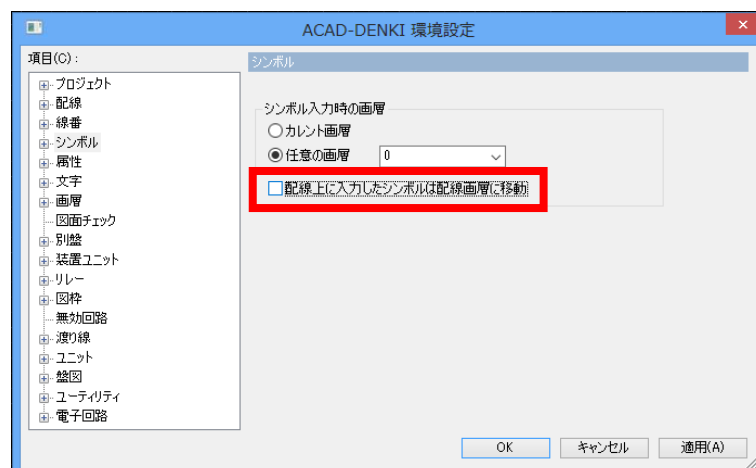 ACAD-DENKI 環境設定
項目(C):
シンボル
プロジェクト
配線
線番
シンボル
属性
文字
画層
図面チェック
別盤
装置ユニット
リレー
図枠
無効回路
渡り線
ユニット
盤図
ユーティリティ
電子回路
シンボル入力時の画層
カレント画層
任意の画層 0
配線上に入力したシンボルは配線画層に移動
OK キャンセル 適用(A)